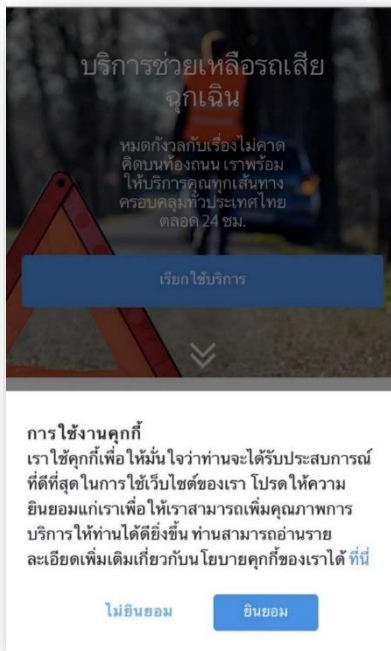 บริการช่วยเหลือรถเสีย
ฉุกเฉิน
หมดกังวลกับเรื่องไม่คาด
คิดบนท้องถนน เราพร้อม
ให้บริการคุณทุกเส้นทาง
ครอบคลุมทั่วประเทศไทย
ตลอด 24 ชม.
เรียกใช้บริการ
การใช้งานคุกกี้
เราใช้คุกกี้เพื่อให้มั่นใจว่าท่านจะได้รับประสบการณ์
ที่ดีที่สุดในการใช้เว็บไซต์ของเรา โปรดให้ความ
ยินยอมแก่เราเพื่อให้เราสามารถเพิ่มคุณภาพการ
บริการให้ท่านได้ดียิ่งขึ้น ท่านสามารถอ่านราย
ละเอียดเพิ่มเติมเกี่ยวกับนโยบายคุกกี้ของเราได้ ที่นี่
ไม่ยินยอม ยินยอม